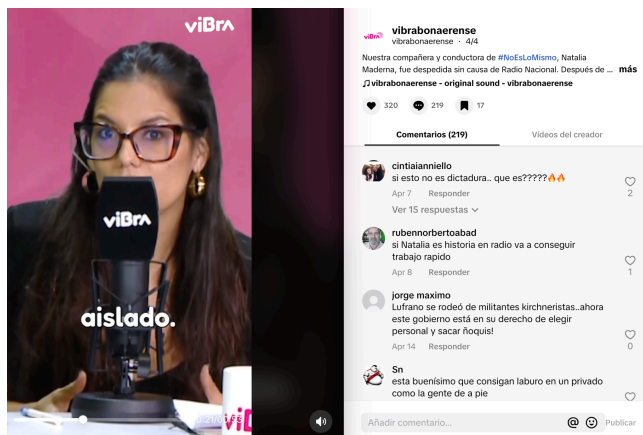 viBra
viBra
aislado.
vibrabonaerense
vibrabonaerense · 4/4
Nuestra compañera y conductora de #NoEsLoMismo, Natalia
Maderna, fue despedida sin causa de Radio Nacional. Después de ... más
vibrabonaerense - original sound - vibrabonaerense
320
219
17
Comentarios (219)
Vídeos del creador
cintiaianniello
si esto no es dictadura.. que es?????🔥🔥
Apr 7 Responder
2
Ver 15 respuestas
rubennorbertoabad
si Natalia es historia en radio va a conseguir
trabajo rapido
Apr 8 Responder
1
jorge maximo
Lufrano se rodeó de militantes kirchneristas..ahora
este gobierno está en su derecho de elegir
personal y sacar ñoquis!
Apr 14 Responder
0
Sn
esta buenísimo que consigan laburo en un privado
como la gente de a pie
Añadir comentario...
@
Publicar